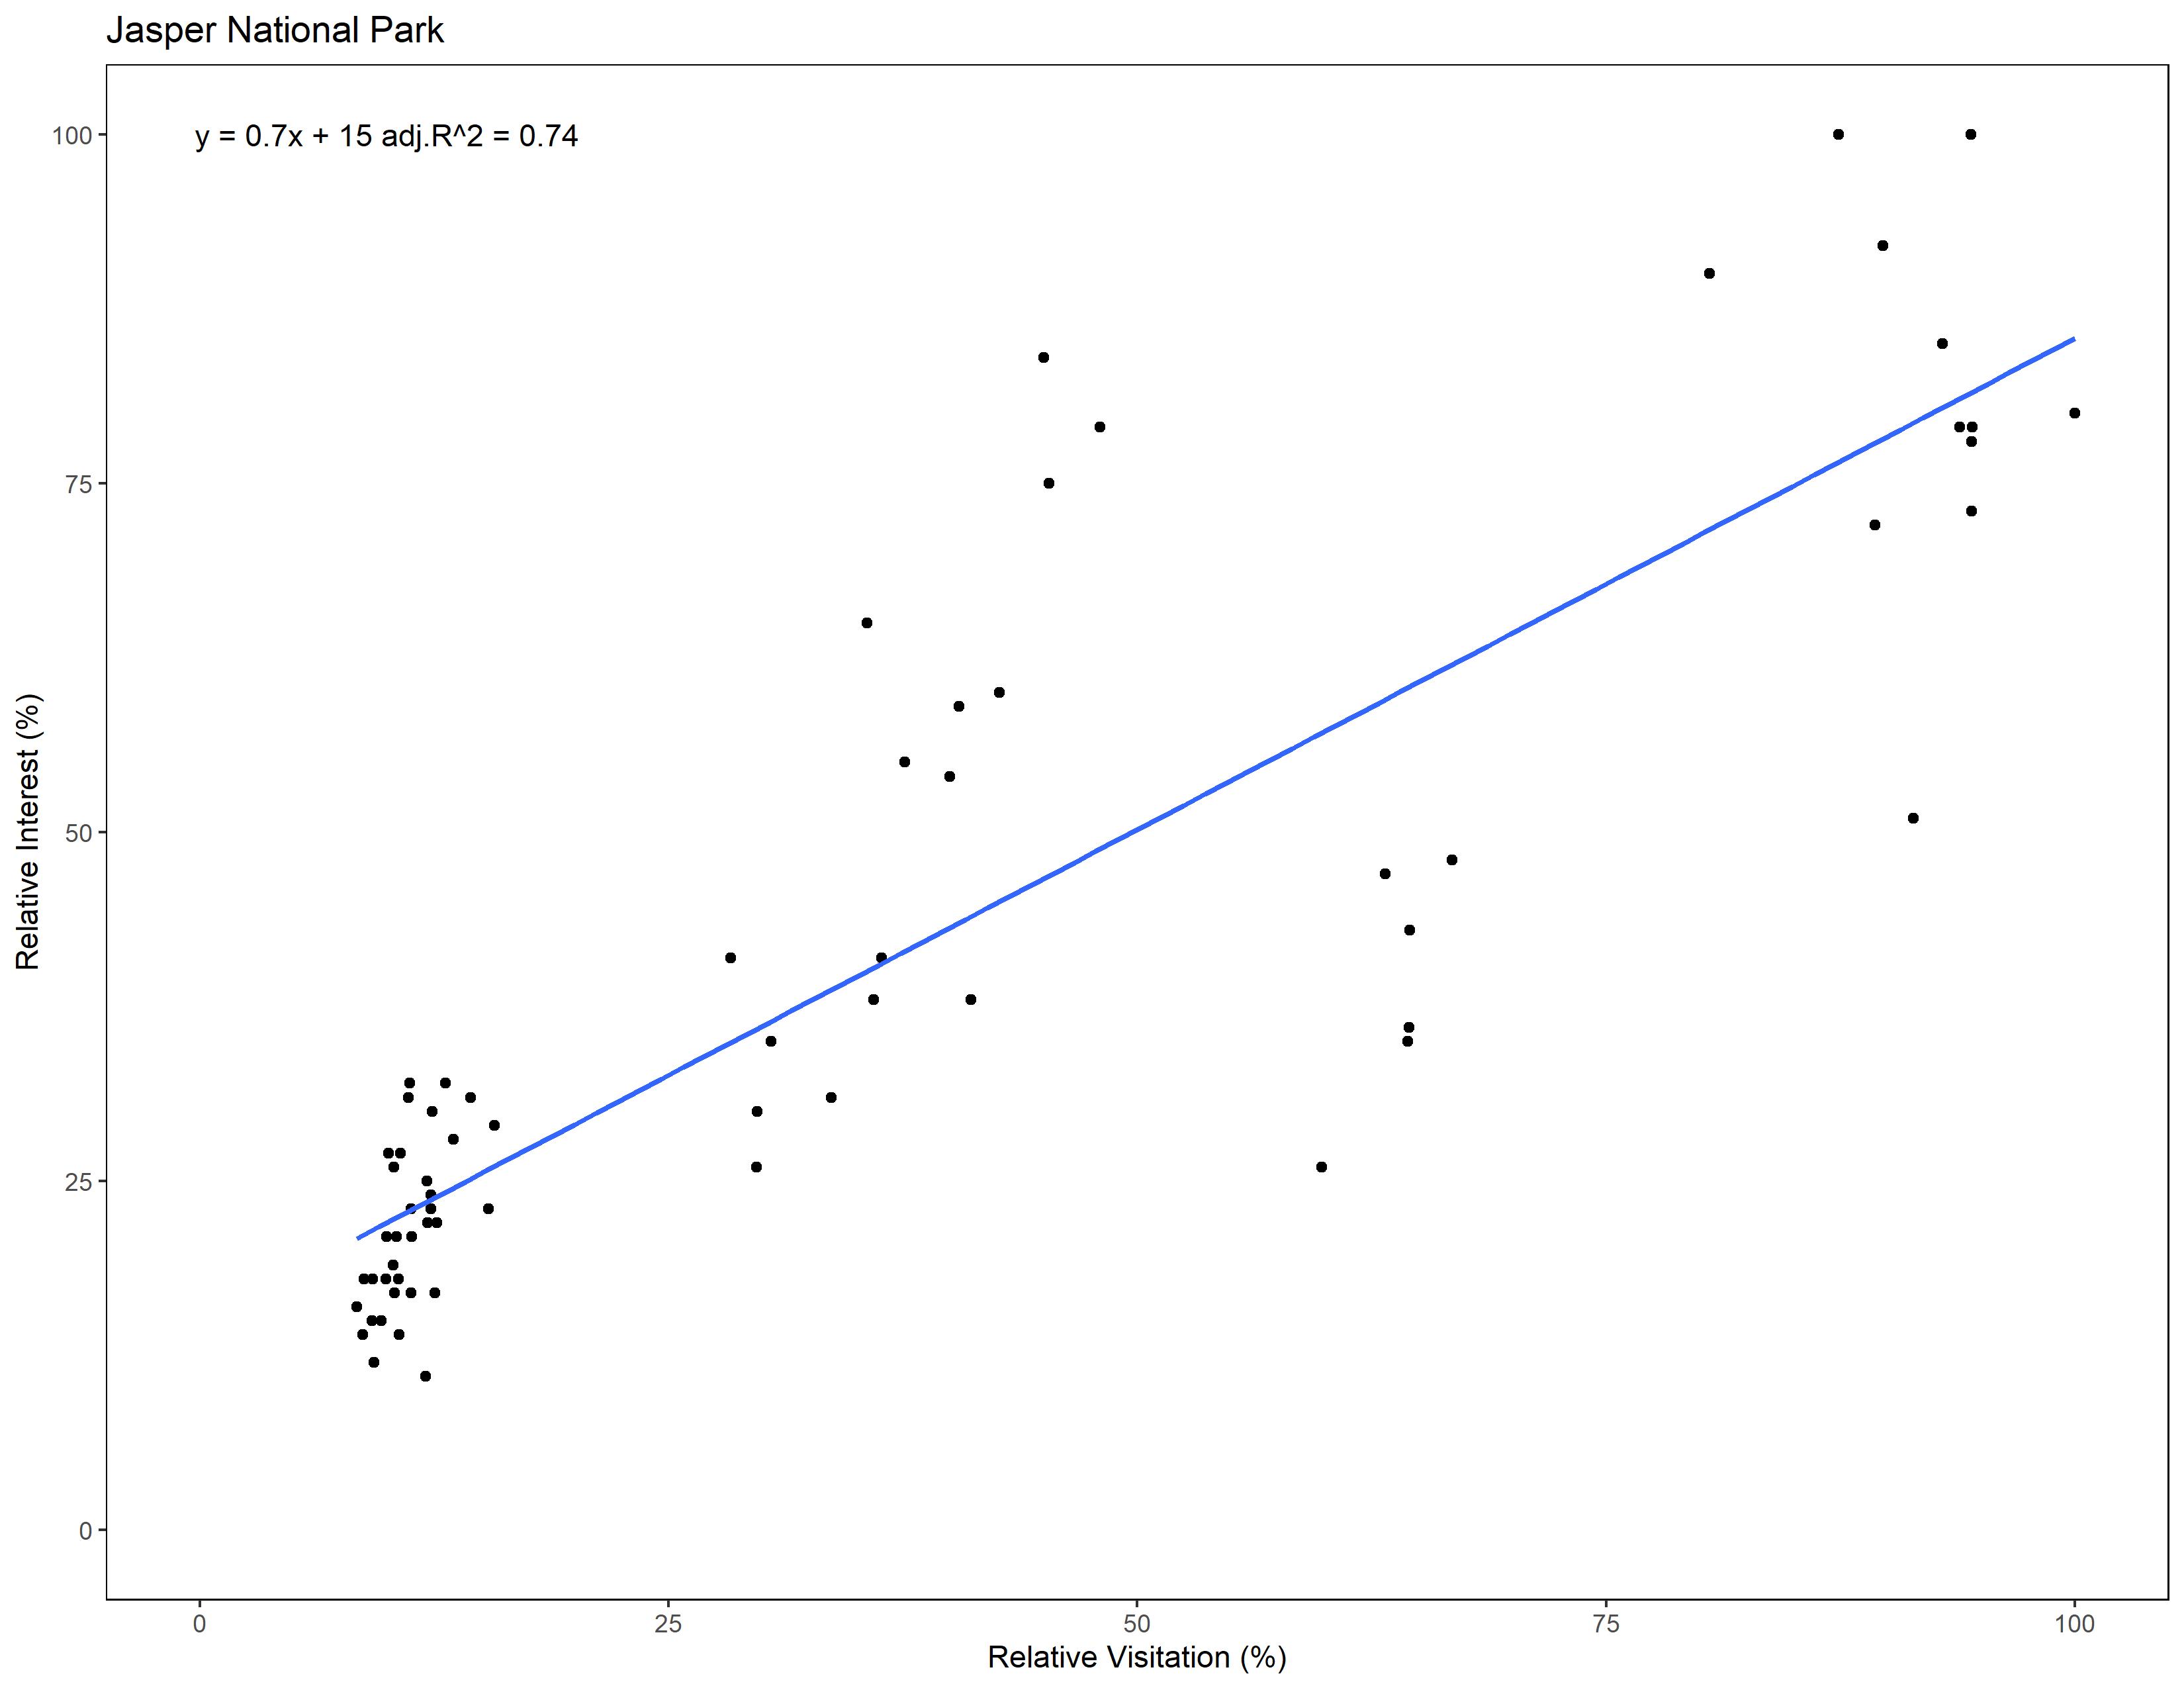 Jasper National Park
y = 0.7x + 15 adj.R^2 = 0.74
100
75
50
25
0
Relative Interest (%)
0 25 50 75 100
Relative Visitation (%)